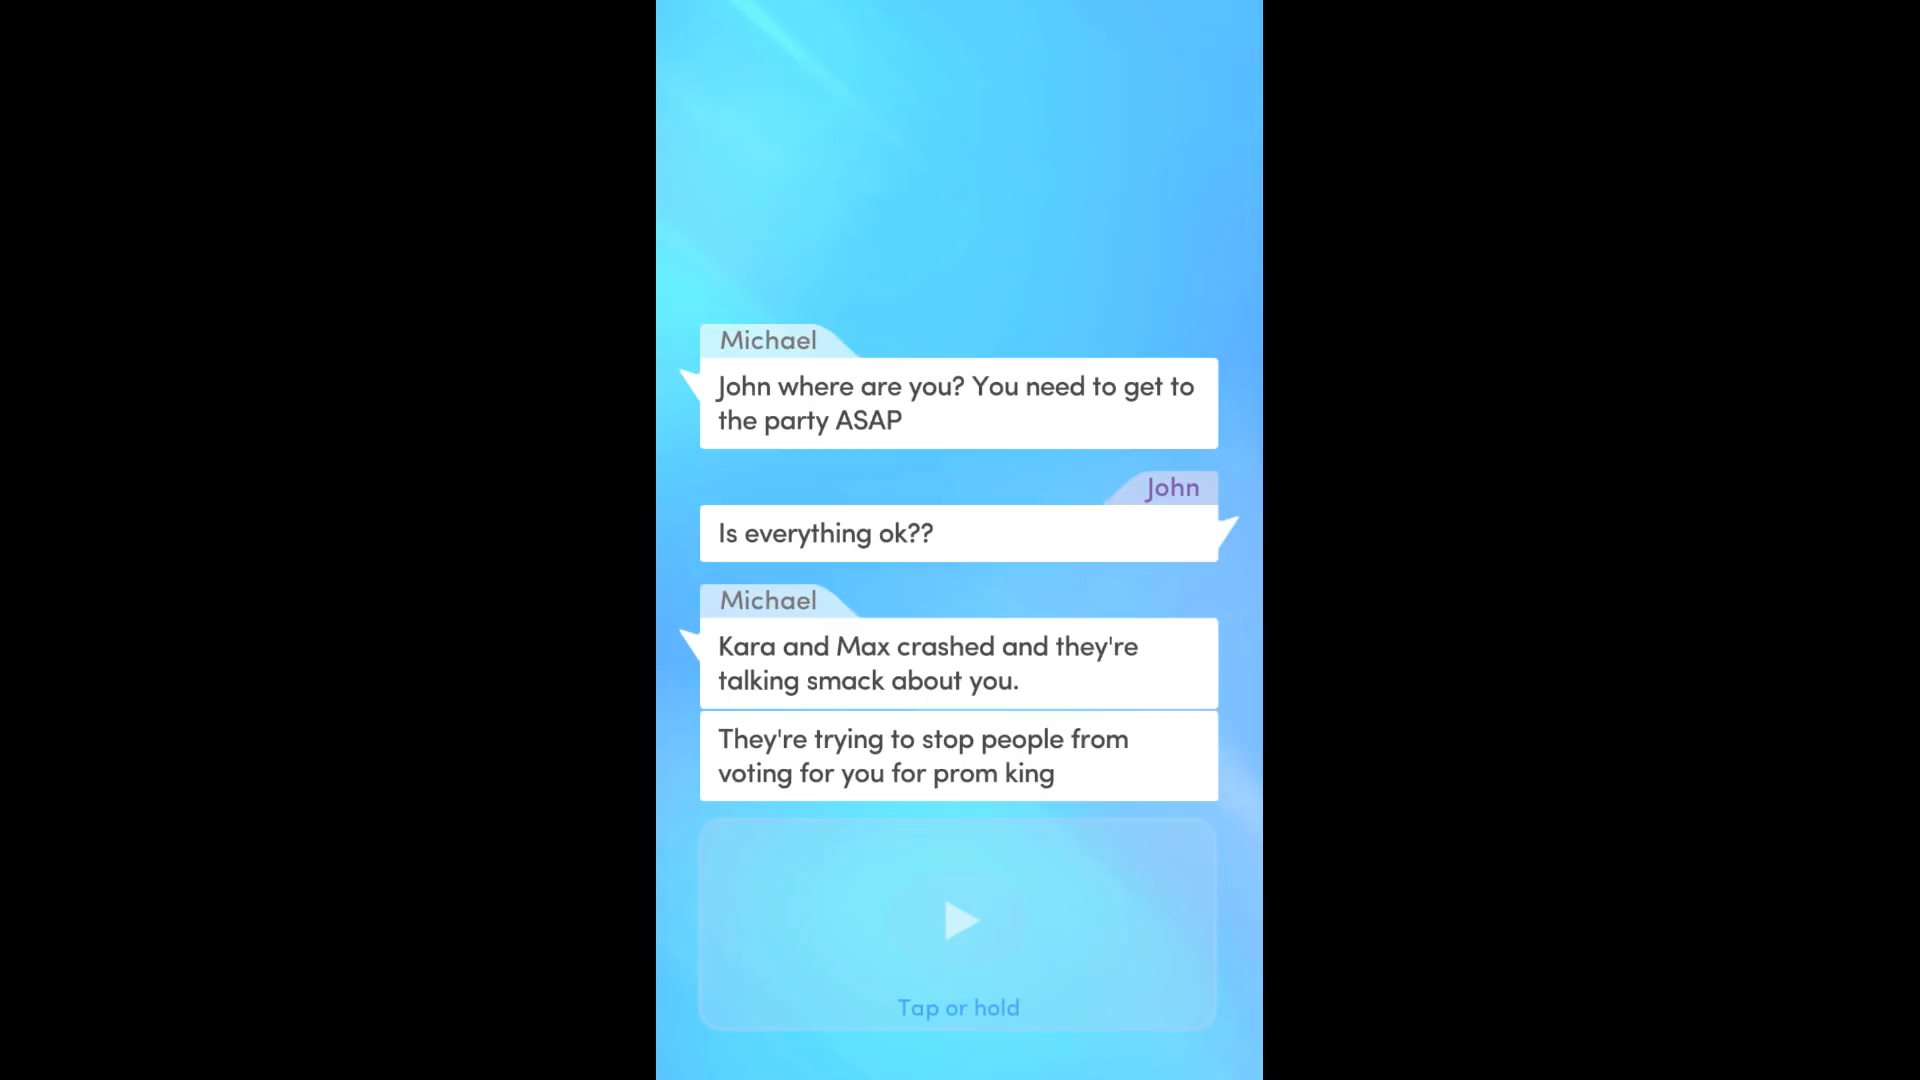 Michael
John where are you? You need to get to
the party ASAP
John
Is everything ok??
Michael
Kara and Max crashed and they're
talking smack about you.
They're trying to stop people from
voting for you for prom king
Tap or hold